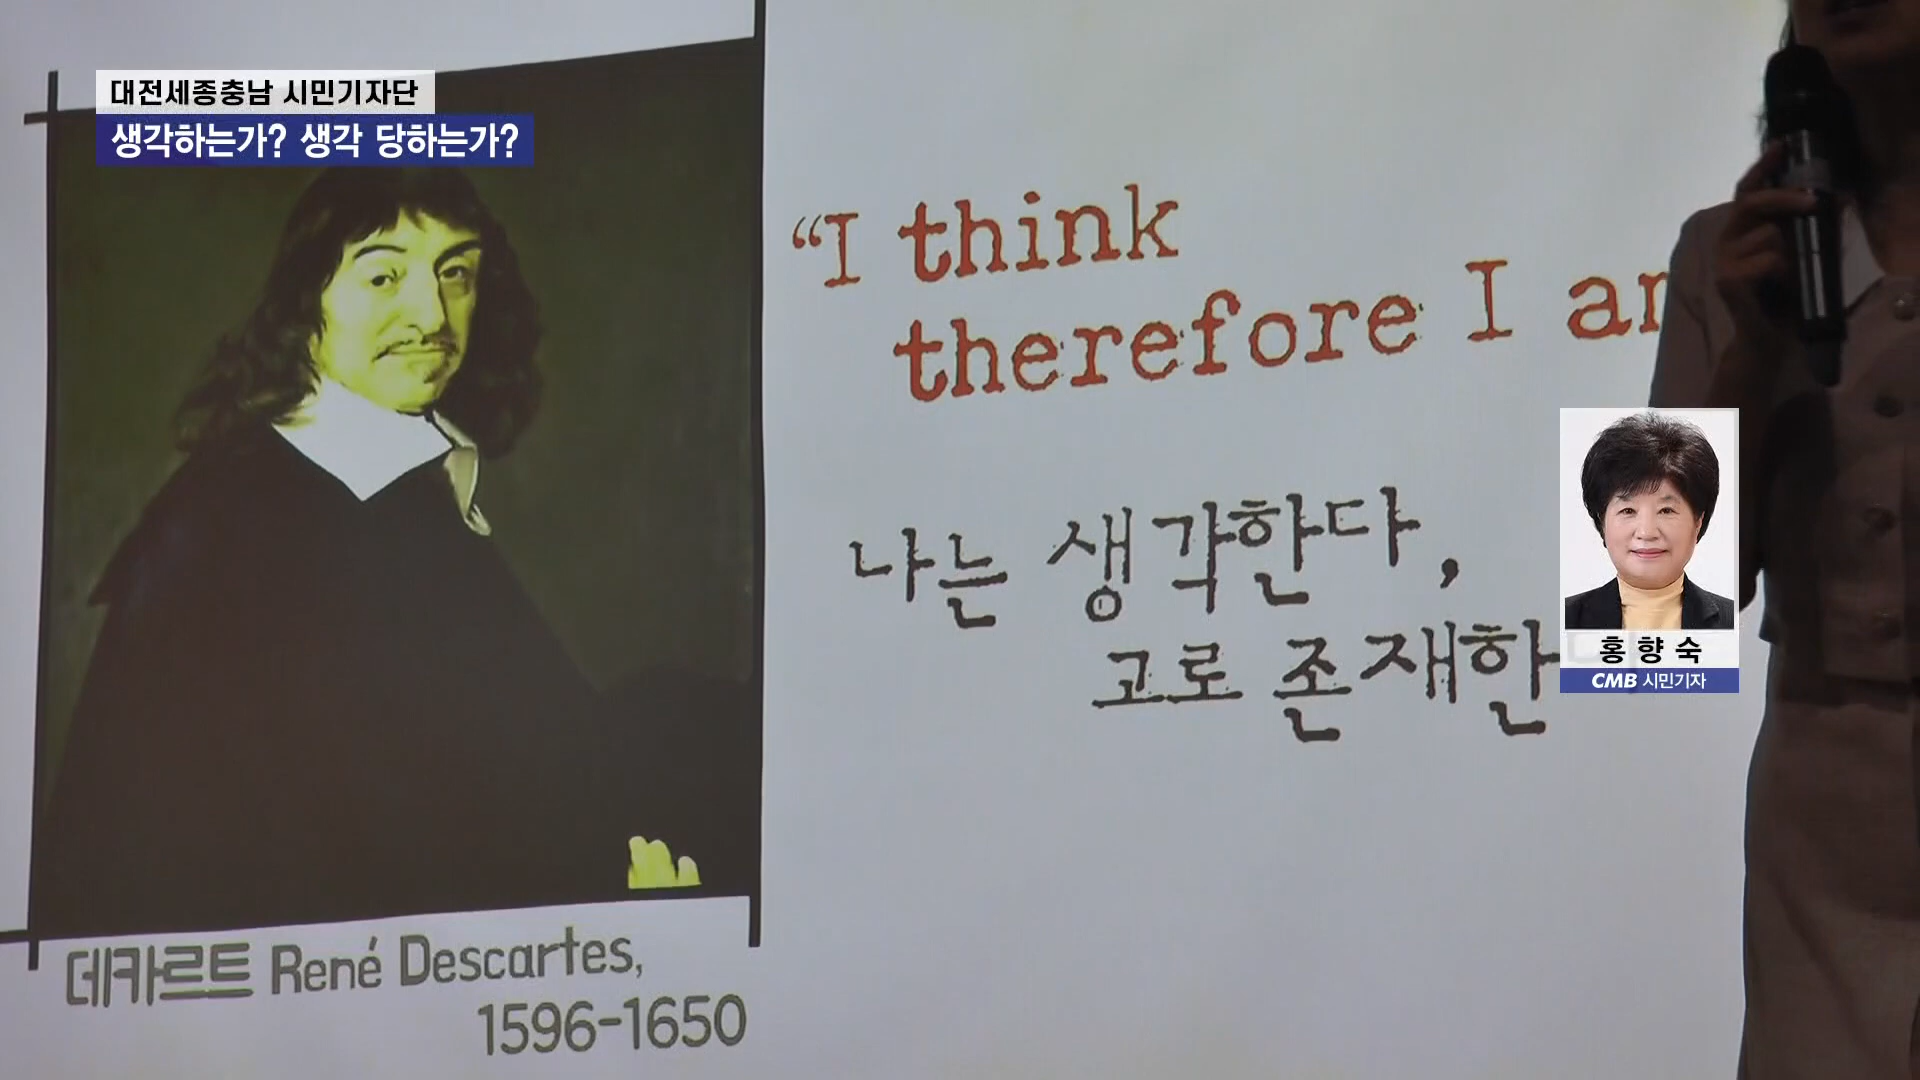 대전세종충남 시민기자단
생각하는가? 생각 당하는가?
“I think
therefore I
나는 생각한다,
고로 존재한
홍향숙
CMB 시민기자
데카르트 René Descartes,
1596-1650